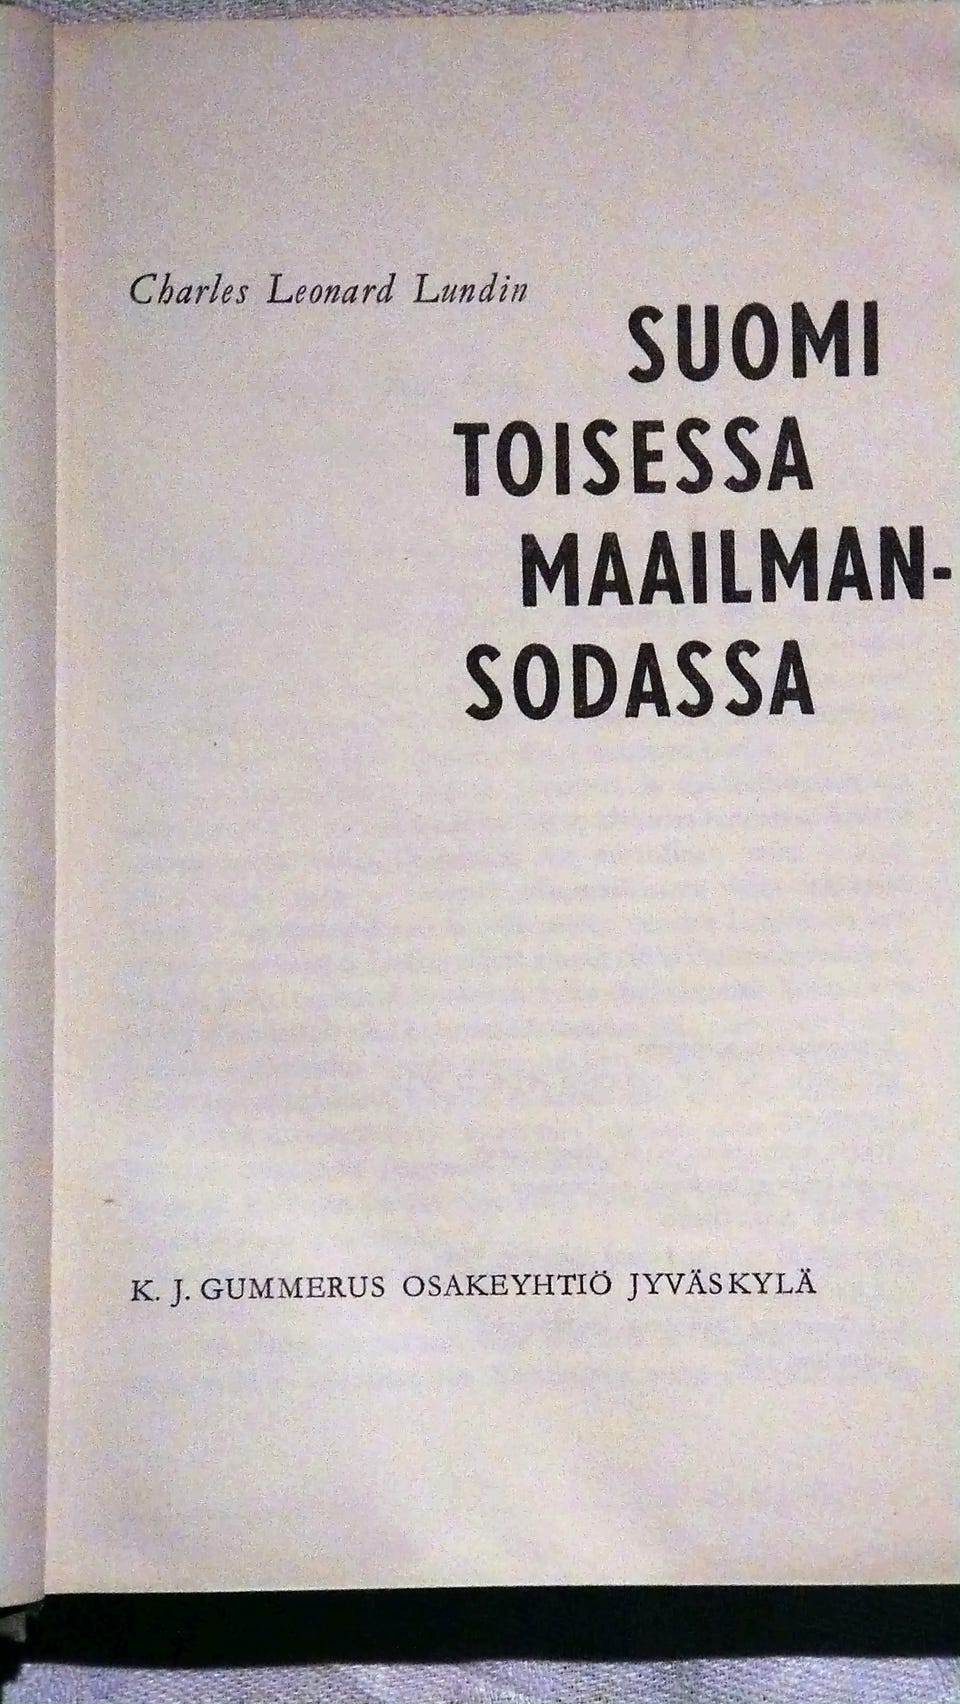 Charles Leonard Lundin
SUOMI
TOISESSA
MAAILMAN-
SODASSA
K. J. GUMMERUS OSAKEYHTIÖ JYVÄSKYLÄ